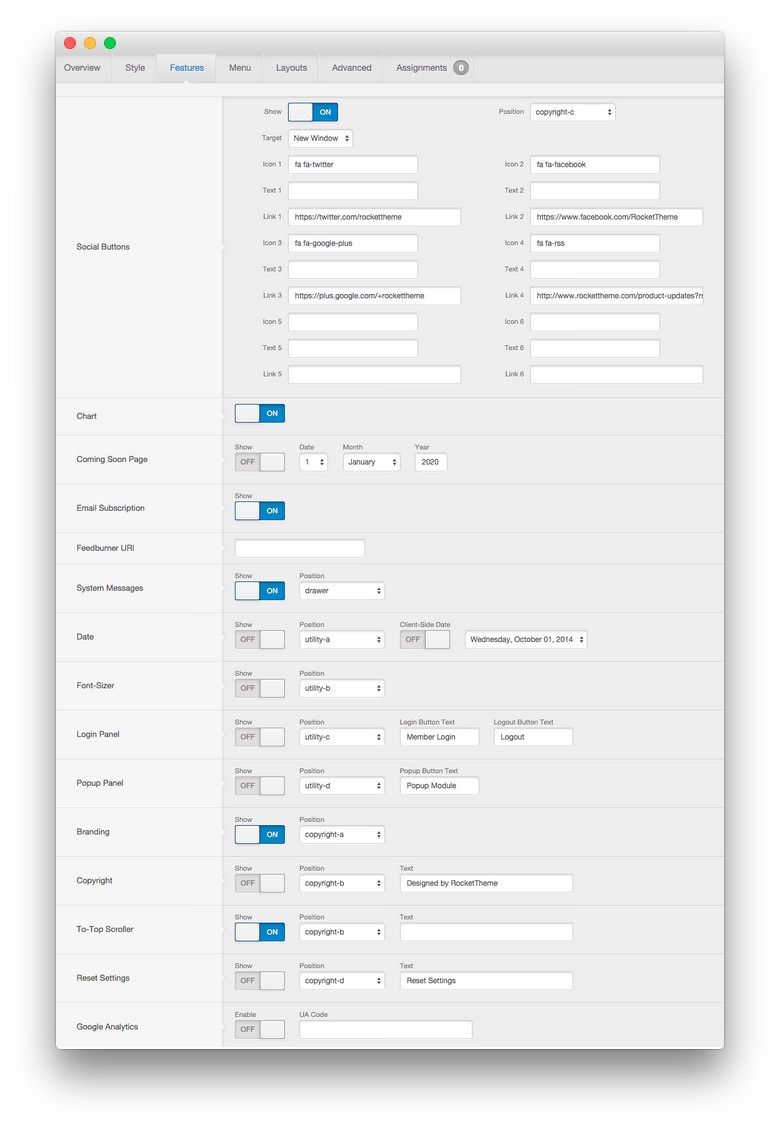 Overview Style Features Menu Layouts Advanced Assignments 0
Show ON Position copyright-c
Target New Window
Icon 1 fa fa-twitter Icon 2 fa fa-facebook
Text 1 Text 2
Link 1 https://twitter.com/rockettheme Link 2 https://www.facebook.com/RocketTheme
Social Buttons
Icon 3 fa fa-google-plus Icon 4 fa fa-rss
Text 3 Text 4
Link 3 https://plus.google.com/+rockettheme Link 4 http://www.rockettheme.com/product-updates?rs
Icon 5 Icon 6
Text 5 Text 6
Link 5 Link 6
Chart ON
Show Date Month Year
Coming Soon Page OFF 1 January 2020
Show
Email Subscription ON
Feedburner URI
Show Position
System Messages ON drawer
Show Position Client-Side Date
Date OFF utility-a OFF Wednesday, October 01, 2014
Show Position
Font-Sizer OFF utility-b
Show Position Login Button Text Logout Button Text
Login Panel OFF utility-c Member Login Logout
Show Position Popup Button Text
Popup Panel OFF utility-d Popup Module
Show Position
Branding ON copyright-a
Show Position Text
Copyright OFF copyright-b Designed by RocketTheme
Show Position Text
To-Top Scroller ON copyright-b
Show Position Text
Reset Settings OFF copyright-d Reset Settings
Enable UA Code
Google Analytics OFF